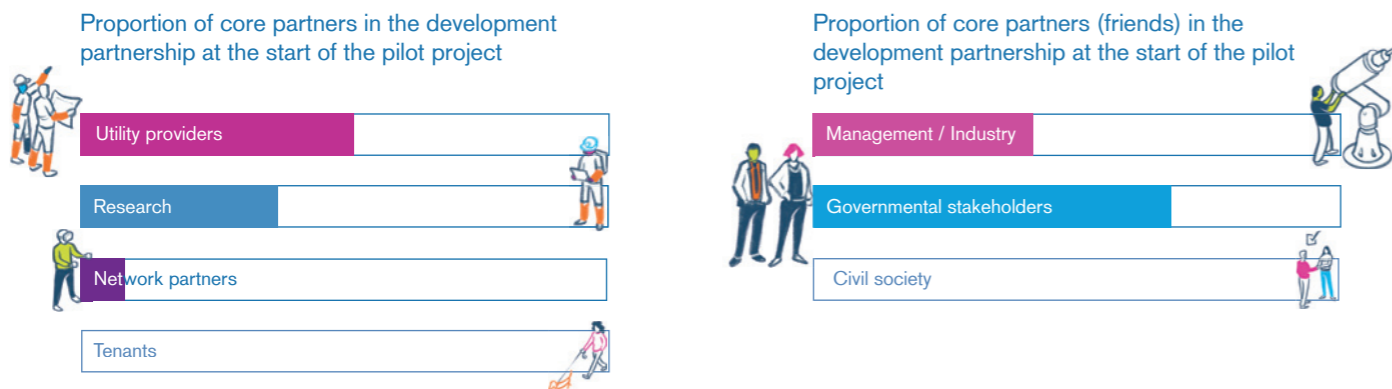 Proportion of core partners in the development
partnership at the start of the pilot project
Utility providers
Research
Network partners
Tenants
Proportion of core partners (friends) in the
development partnership at the start of the pilot
project
Management / Industry
Governmental stakeholders
Civil society